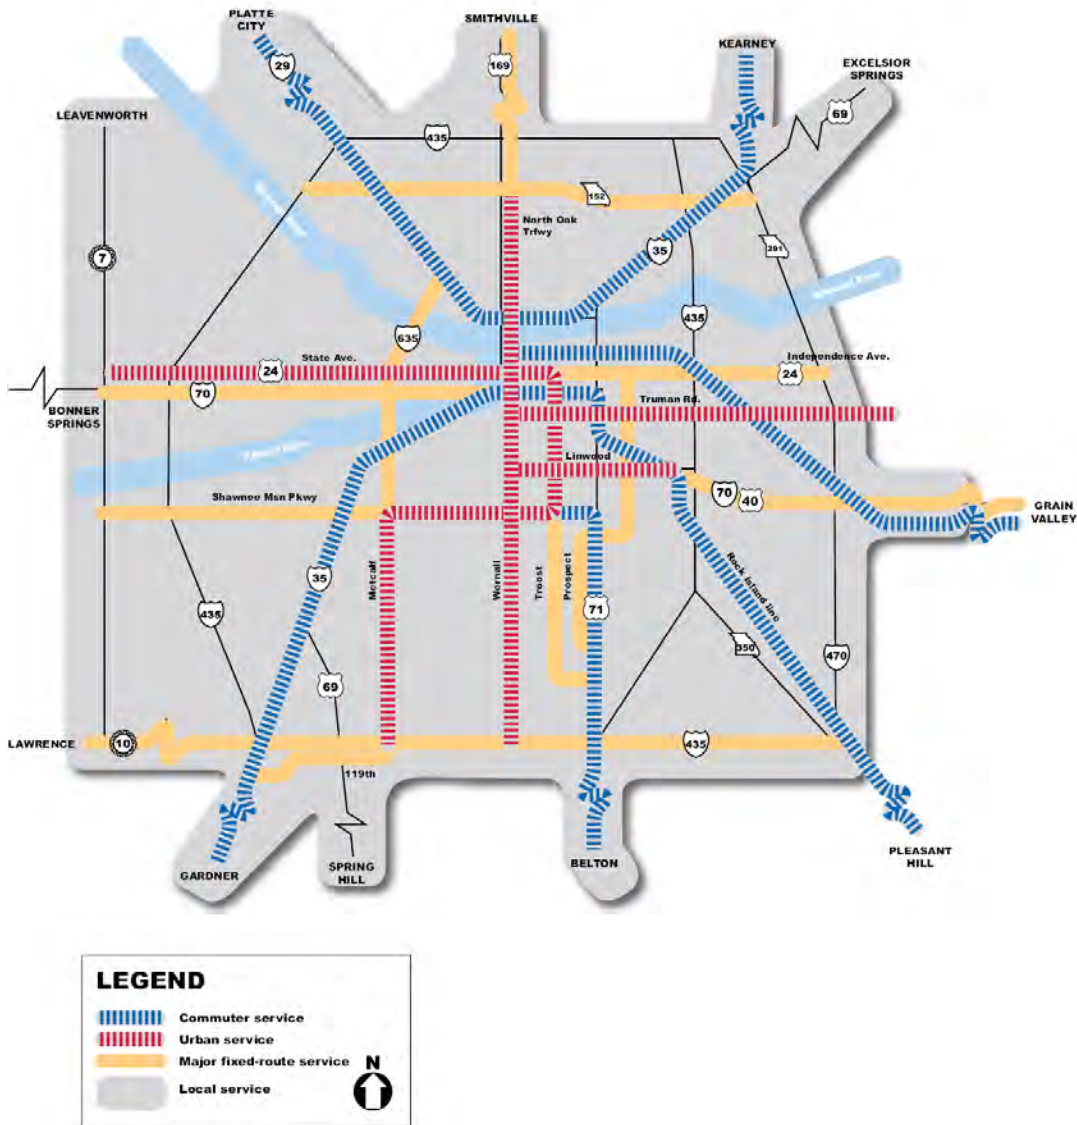 PLATTE
CITY
SMITHVILLE
KEARNEY
EXCELSIOR
SPRINGS
29
169
69
LEAVENWORTH
435
152
North Oak
Trfwy
35
291
7
435
635
State Ave.
24
Independence Ave.
24
70
Truman Rd.
BONNER
SPRINGS
Linwood
Shawnee Msn Pkwy
70
40
GRAIN
VALLEY
Metcalf
Wornall
Troost
Prospect
Rock Island line
35
71
435
350
470
69
LAWRENCE
10
435
119th
GARDNER
SPRING
HILL
BELTON
PLEASANT
HILL
LEGEND
Commuter service
Urban service
Major fixed-route service
Local service
N